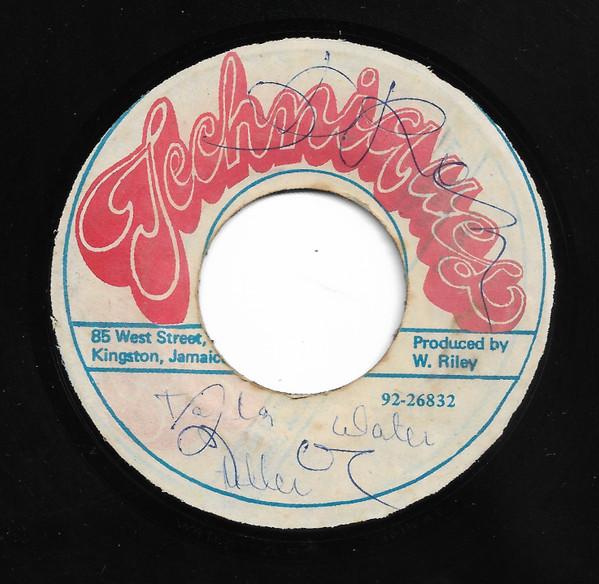 Techniques
85 West Street,
Kingston, Jamaic
Produced by
W. Riley
92-26832
Water